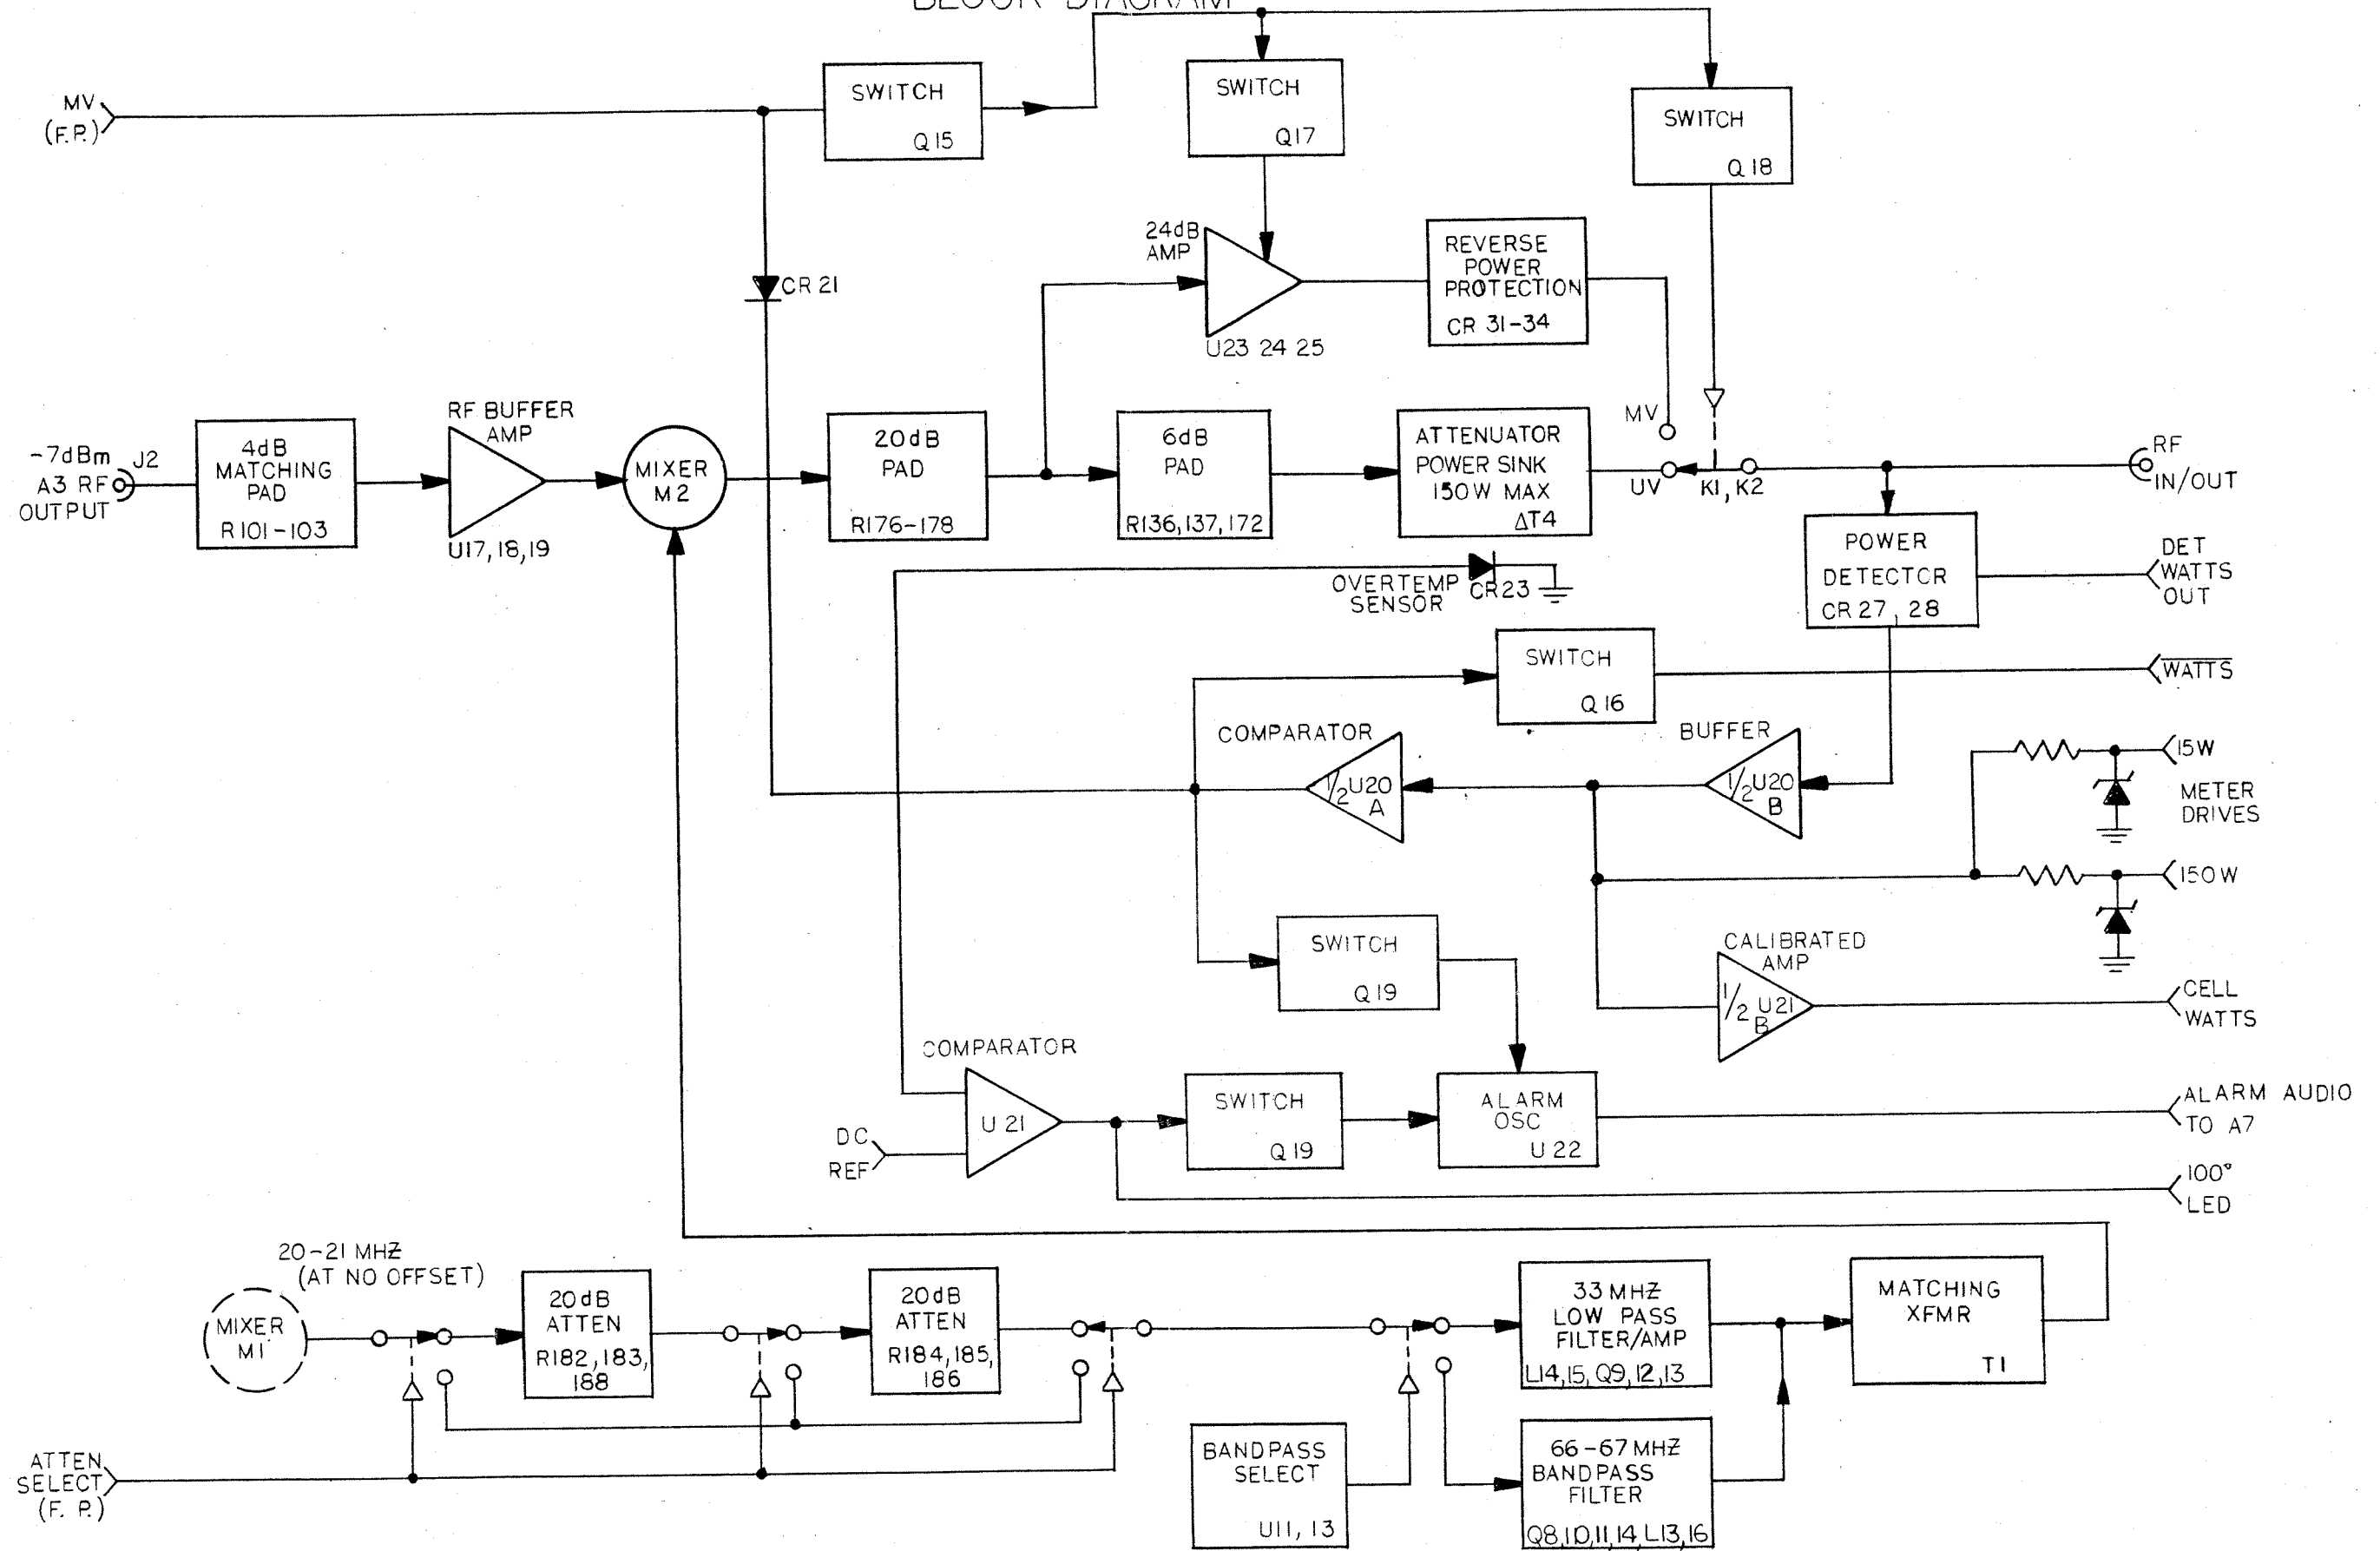 BLOCK DIAGRAM
MV
(F.P.)
SWITCH
Q15
SWITCH
Q17
SWITCH
Q18
CR 21
24dB
AMP
U23 24 25
REVERSE
POWER
PROTECTION
CR 31-34
-7dBm
A3 RF
OUTPUT
J2
4dB
MATCHING
PAD
R101-103
RF BUFFER
AMP
U17,18,19
MIXER
M2
20dB
PAD
R176-178
6dB
PAD
R136,137,172
ATTENUATOR
POWER SINK
150W MAX
ΔT4
MV
UV
K1, K2
RF
IN/OUT
POWER
DETECTOR
CR 27, 28
DET
WATTS
OUT
OVERTEMP
SENSOR
CR23
SWITCH
Q16
WATTS
COMPARATOR
1/2 U20
A
BUFFER
1/2 U20
B
15W
METER
DRIVES
150W
SWITCH
Q19
CALIBRATED
AMP
1/2 U21
B
CELL
WATTS
COMPARATOR
U 21
DC
REF
SWITCH
Q19
ALARM
OSC
U 22
ALARM AUDIO
TO A7
100°
LED
20-21 MHZ
(AT NO OFFSET)
MIXER
M1
20dB
ATTEN
R182,183,
188
20dB
ATTEN
R184,185,
186
33 MHZ
LOW PASS
FILTER/AMP
L14,15, Q9,12,13
MATCHING
XFMR
T1
ATTEN
SELECT
(F. P.)
BANDPASS
SELECT
U11, 13
66-67 MHZ
BANDPASS
FILTER
Q8,10,11,14, L13,16